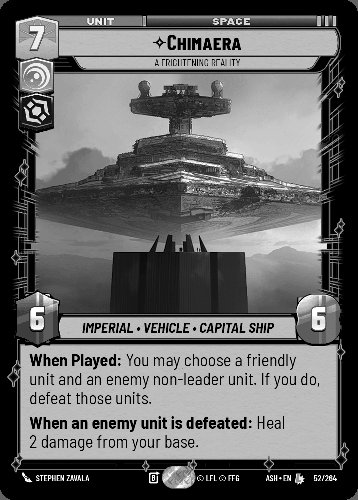 UNIT
SPACE
7
CHIMAERA
A FRIGHTENING REALITY
6
IMPERIAL • VEHICLE • CAPITAL SHIP
6
When Played: You may choose a friendly
unit and an enemy non-leader unit. If you do,
defeat those units.
When an enemy unit is defeated: Heal
2 damage from your base.
STEPHEN ZAVALA
© LFL © FFG
ASH • EN
52/264